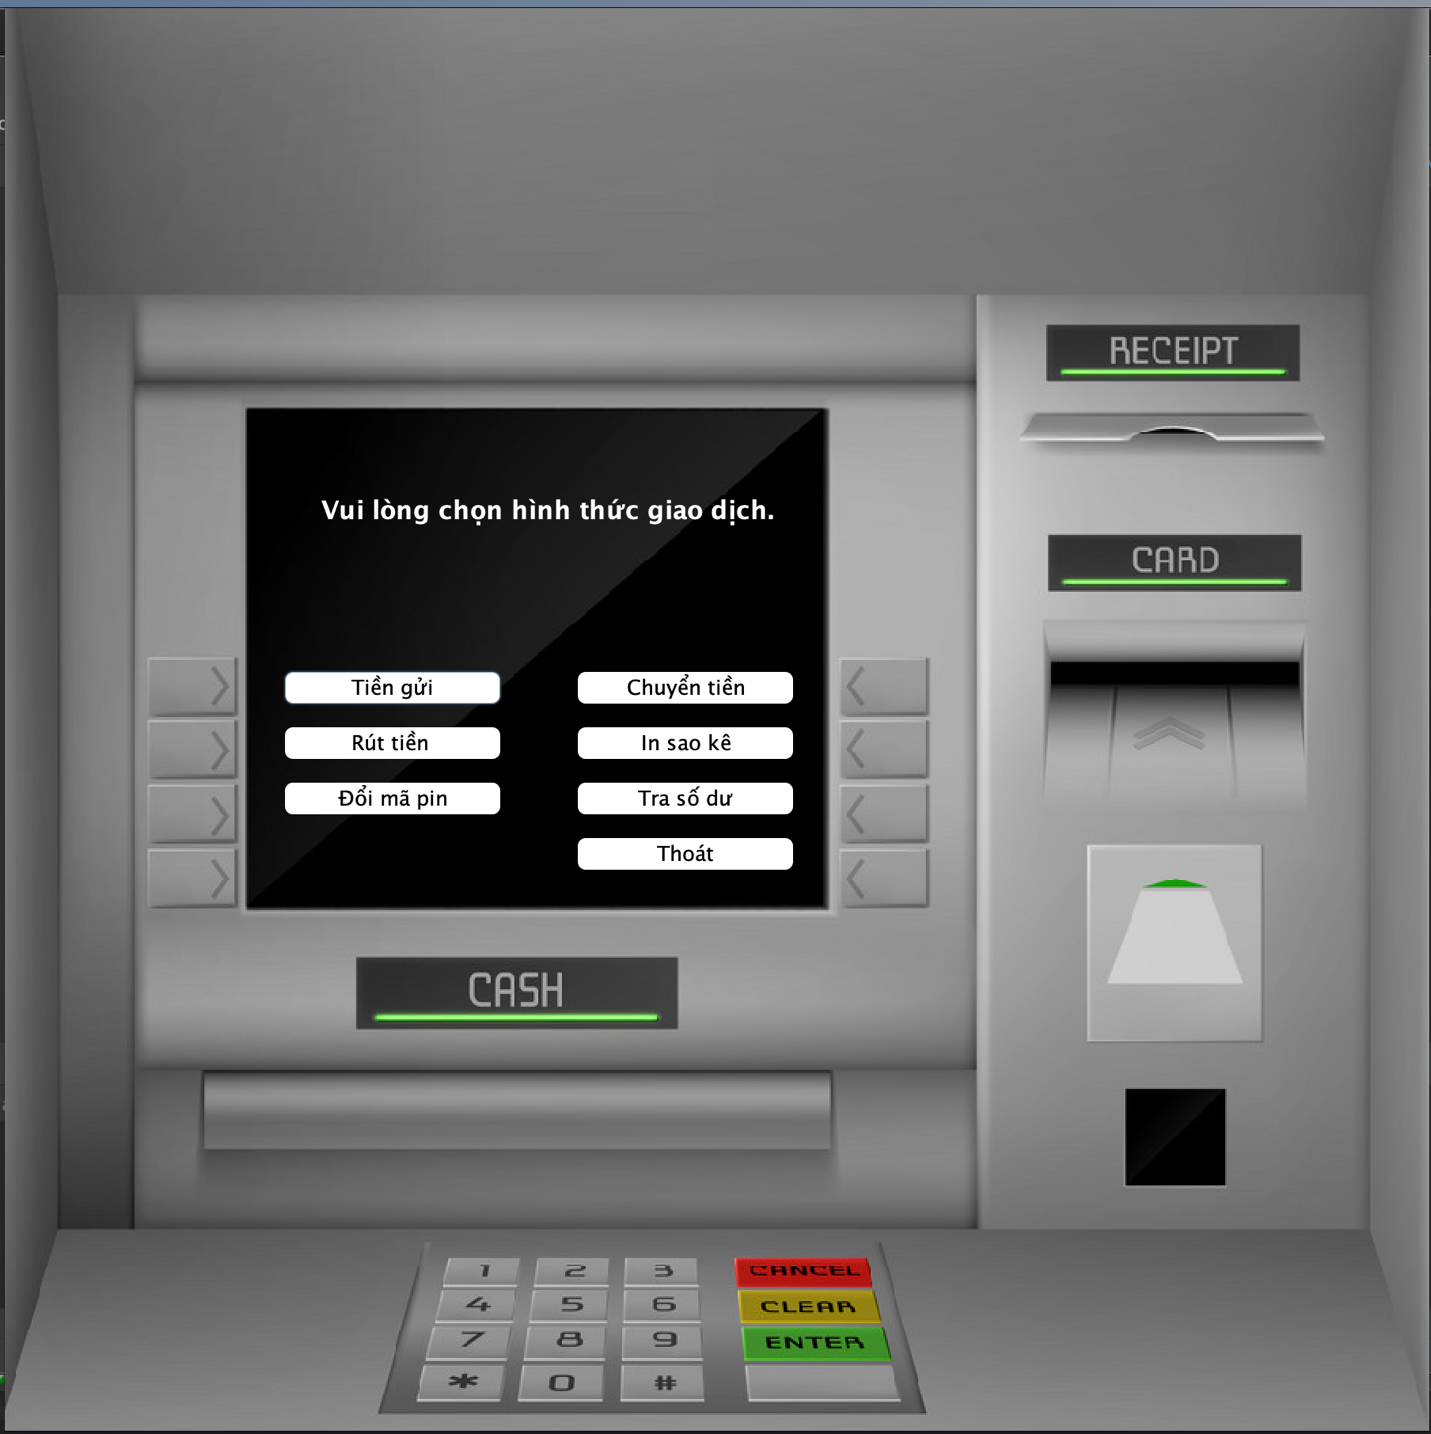 RECEIPT
Vui lòng chọn hình thức giao dịch.
CARD
Tiền gửi
Chuyển tiền
Rút tiền
In sao kê
Đổi mã pin
Tra số dư
Thoát
CASH
1 2 3 CANCEL
4 5 6 CLEAR
7 8 9 ENTER
* 0 #